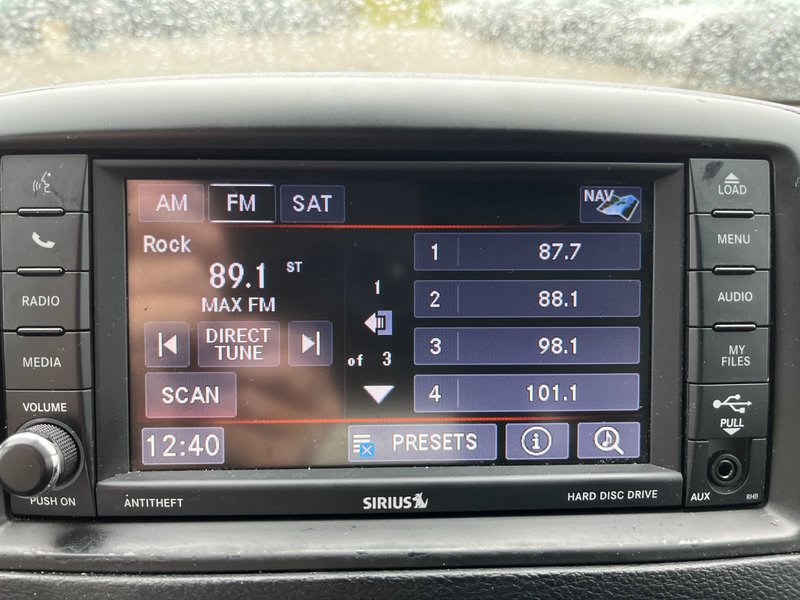 AM FM SAT NAV
Rock
89.1 ST
MAX FM
DIRECT
TUNE
SCAN
1
of 3
1 87.7
2 88.1
3 98.1
4 101.1
12:40 PRESETS i
RADIO
MEDIA
VOLUME
PUSH ON
LOAD
MENU
AUDIO
MY
FILES
PULL
AUX RHB
ANTITHEFT SIRIUS HARD DISC DRIVE